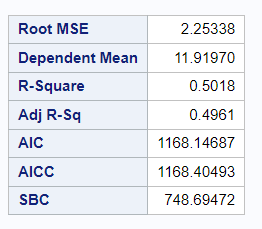 Root MSE 2.25338
Dependent Mean 11.91970
R-Square 0.5018
Adj R-Sq 0.4961
AIC 1168.14687
AICC 1168.40493
SBC 748.69472